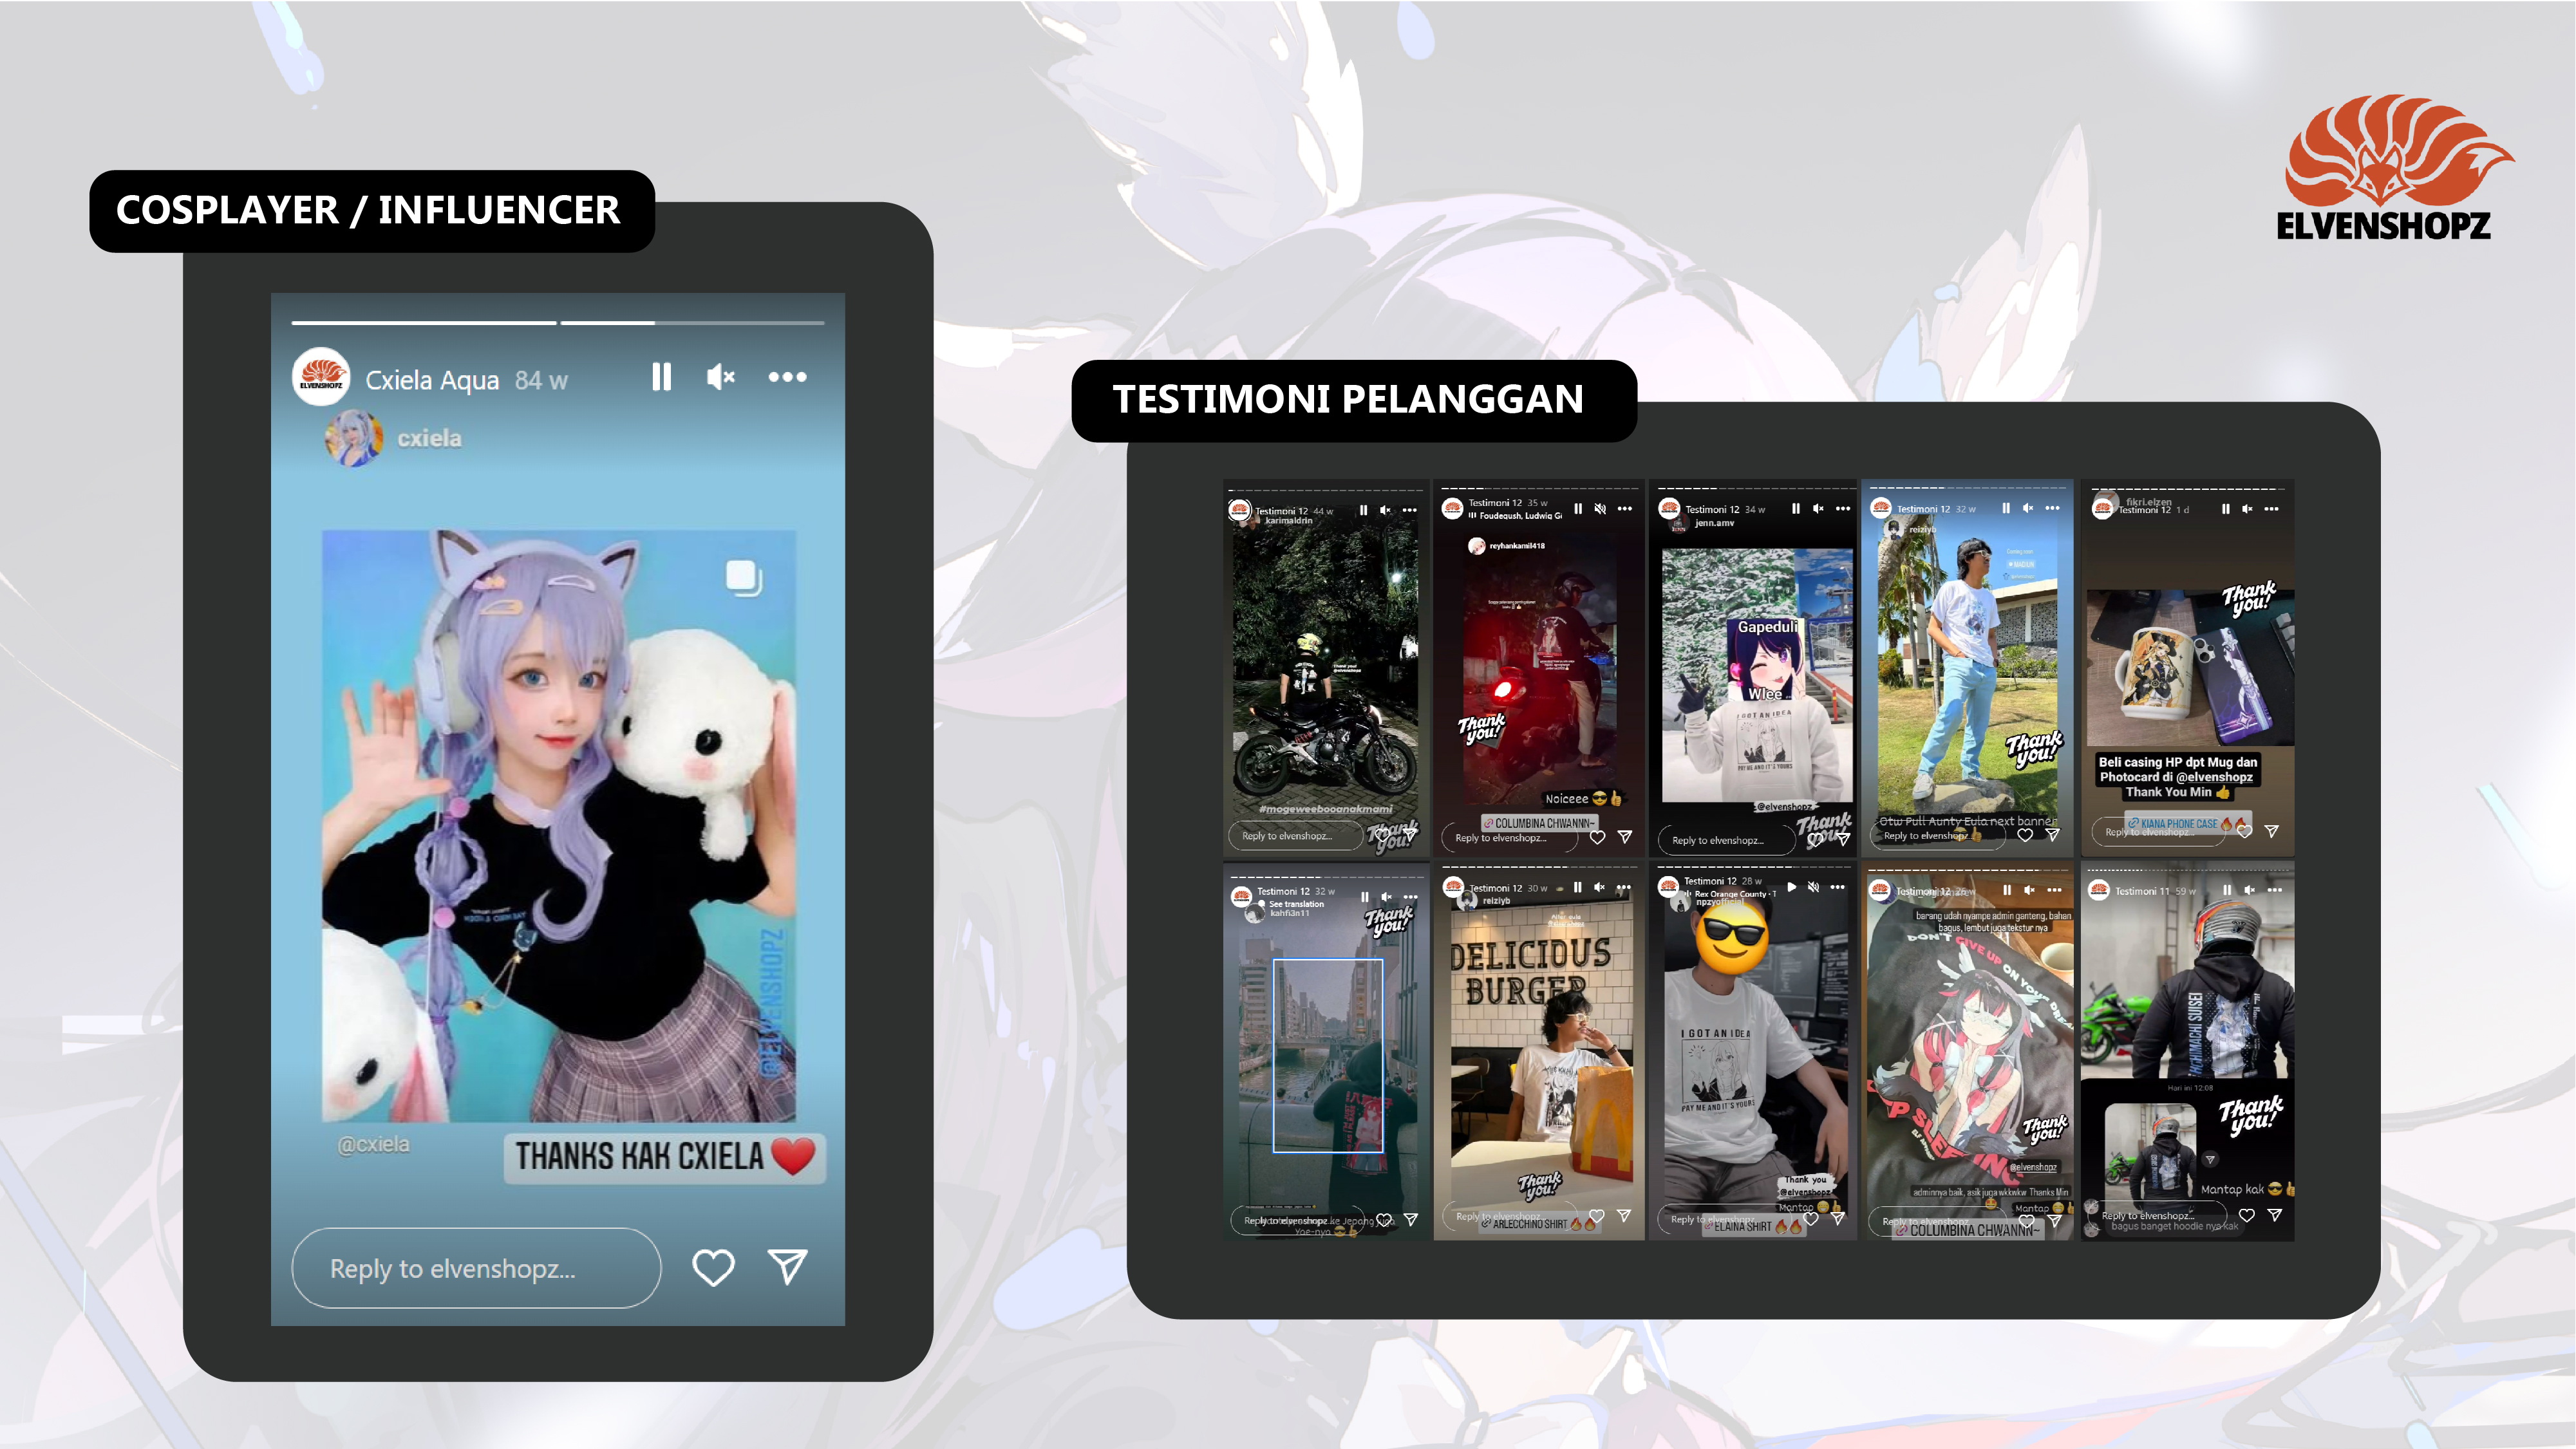 COSPLAYER / INFLUENCER
ELVENSHOPZ
ELVENSHOPZ
Cxiela Aqua 84 w
cxiela
@ELVENSHOPZ
@cxiela
THANKS KAK CXIELA
Reply to elvenshopz...
TESTIMONI PELANGGAN
Testimoni 12 44 w
karimaldrin
#mogeweebooanakmami
Thank you!
Reply to elvenshopz...
Testimoni 12 35 w
Foudeqush, Ludwig G
reyhankamil418
Thank you!
Noiceee
COLUMBINA CHWANNN~
Reply to elvenshopz...
Testimoni 12 34 w
jenn.amv
Gapeduli
Wlee
I GOT AN IDEA
PAY ME AND IT'S YOURS
@elvenshopz
Thank you!
Reply to elvenshopz...
Testimoni 12 32 w
reiziyb
Thank you!
Otw Pull Aunty Eula next banner
Reply to elvenshopz...
fikri.elzen
Testimoni 12 1 d
Thank you!
Beli casing HP dpt Mug dan
Photocard di @elvenshopz
Thank You Min
KIANA PHONE CASE
Reply to elvenshopz...
Testimoni 12 32 w
See translation
kahfi3n11
Thank you!
Reply to elvenshopz...
ke Jepang juga
Yae-nya
Testimoni 12 30 w
reiziyb
DELICIOUS
BURGER
Thank you!
Reply to elvenshopz...
ARLECCHINO SHIRT
Testimoni 12 28 w
Rex Orange County - T
npzyofficial
I GOT AN IDEA
PAY ME AND IT'S YOURS
Thank you
@elvenshopz
Mantap
Reply to elvenshopz...
ELAINA SHIRT
Testimoni 12
barang udah nyampe admin ganteng, bahan
bagus, lembut juga tekstur nya
DON'T GIVE UP ON YOUR DREA
Thank you!
@elvenshopz
adminnya baik, asik juga wkkwkw Thanks Min
Mantap
Reply to elvenshopz...
COLUMBINA CHWANNN~
Testimoni 11 59 w
HOSHIMACHI SUISEI
Hari ini 12:08
Thank you!
Mantap kak
Reply to elvenshopz...
bagus banget hoodie nya kak